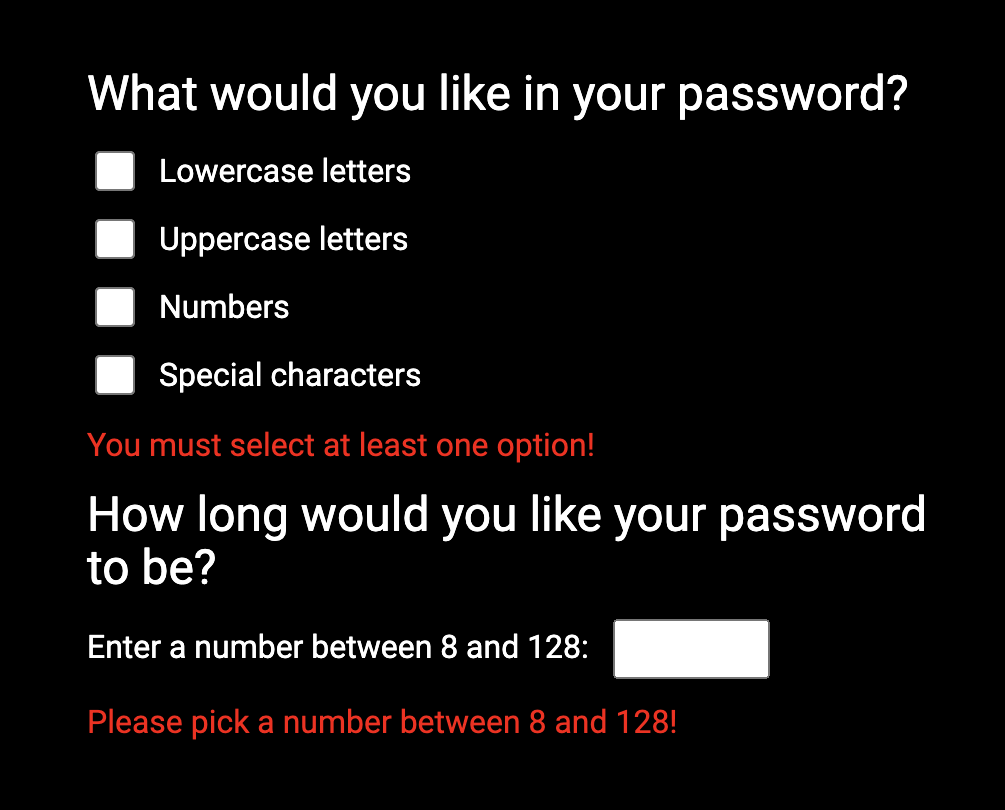 What would you like in your password?
Lowercase letters
Uppercase letters
Numbers
Special characters
You must select at least one option!
How long would you like your password
to be?
Enter a number between 8 and 128:
Please pick a number between 8 and 128!